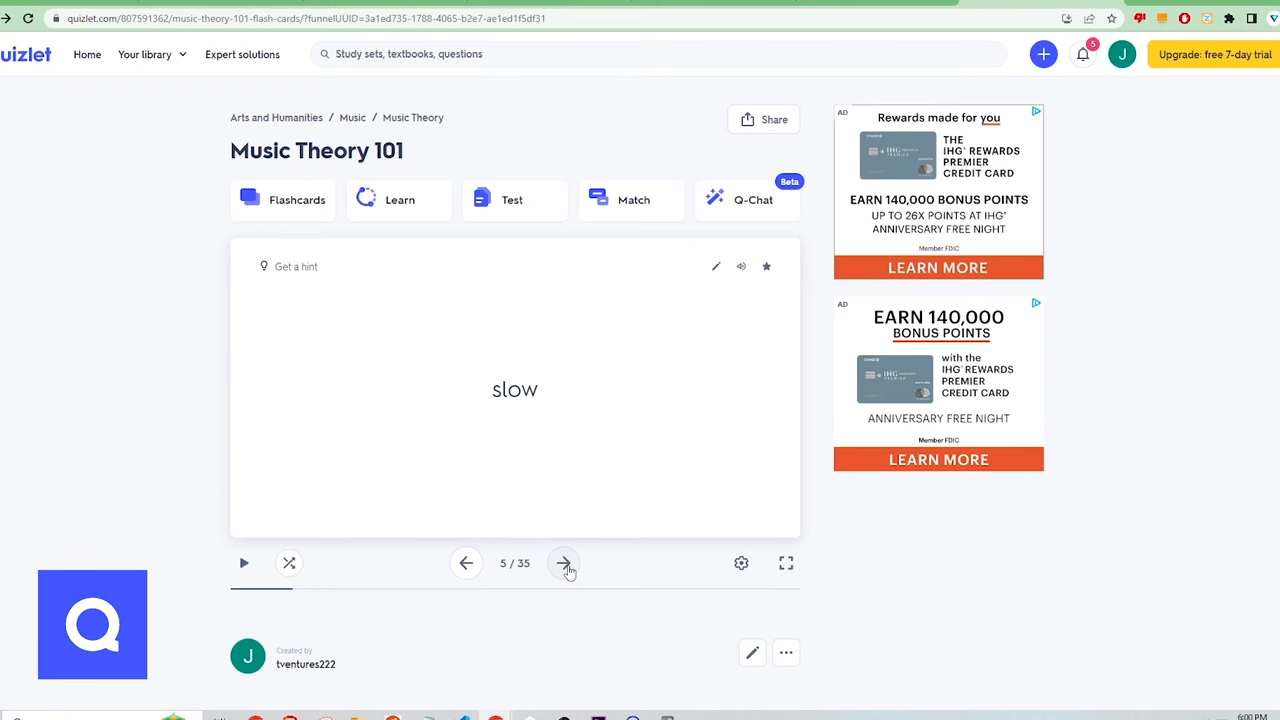 quizlet.com/807591362/music-theory-101-flash-cards/?funnelUUID=3a1ed735-1788-4065-b2e7-ae1ed1f5df31
uizlet
Home
Your library
Expert solutions
Study sets, textbooks, questions
5
J
Upgrade: free 7-day trial
Arts and Humanities / Music / Music Theory
Share
Music Theory 101
Flashcards
Learn
Test
Match
Q-Chat
Beta
Get a hint
slow
5 / 35
J
Created by
tventures222
AD
Rewards made for you
THE
IHG® REWARDS
PREMIER
CREDIT CARD
EARN 140,000 BONUS POINTS
UP TO 26X POINTS AT IHG®
ANNIVERSARY FREE NIGHT
Member FDIC
LEARN MORE
AD
EARN 140,000
BONUS POINTS
with the
IHG® REWARDS
PREMIER
CREDIT CARD
ANNIVERSARY FREE NIGHT
Member FDIC
LEARN MORE
6:00 PM